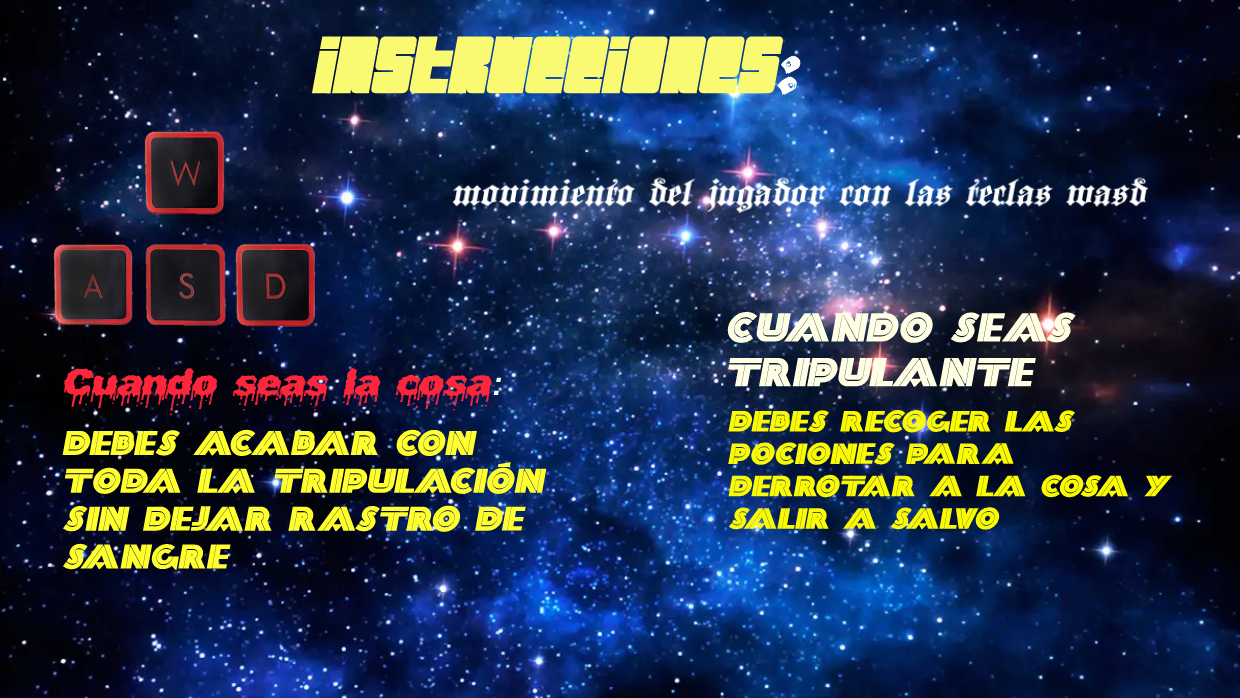 instrucciones:
W
movimiento del jugador con las teclas wasd
A S D
Cuando seas la cosa:
DEBES ACABAR CON
TODA LA TRIPULACIÓN
SIN DEJAR RASTRO DE
SANGRE
CUANDO SEAS
TRIPULANTE
DEBES RECOGER LAS
POCIONES PARA
DERROTAR A LA COSA Y
SALIR A SALVO